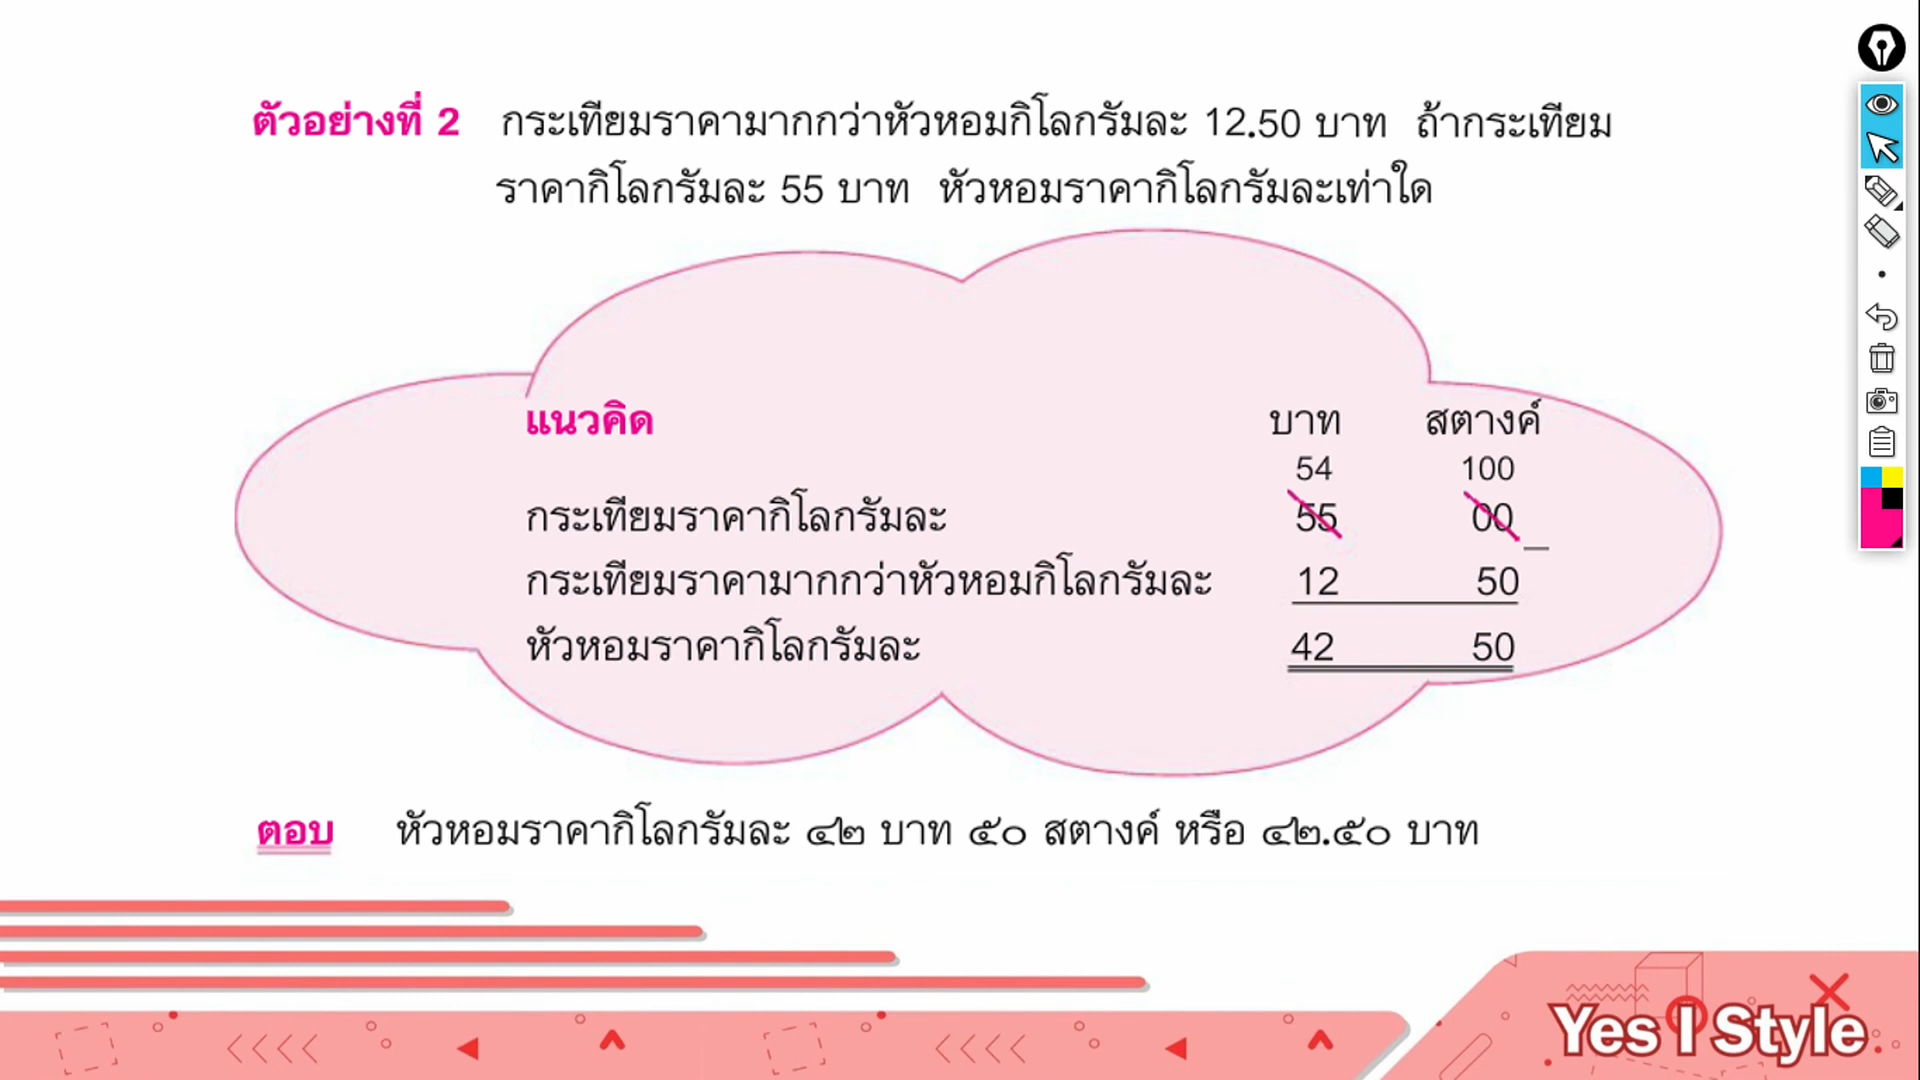 ตัวอย่างที่ 2 กระเทียมราคามากกว่าหัวหอมกิโลกรัมละ 12.50 บาท ถ้ากระเทียม
ราคากิโลกรัมละ 55 บาท หัวหอมราคากิโลกรัมละเท่าใด
แนวคิด บาท สตางค์
54 100
กระเทียมราคากิโลกรัมละ 55 00 _
กระเทียมราคามากกว่าหัวหอมกิโลกรัมละ 12 50
หัวหอมราคากิโลกรัมละ 42 50
ตอบ หัวหอมราคากิโลกรัมละ ๔๒ บาท ๕๐ สตางค์ หรือ ๔๒.๕๐ บาท
Yes I Style